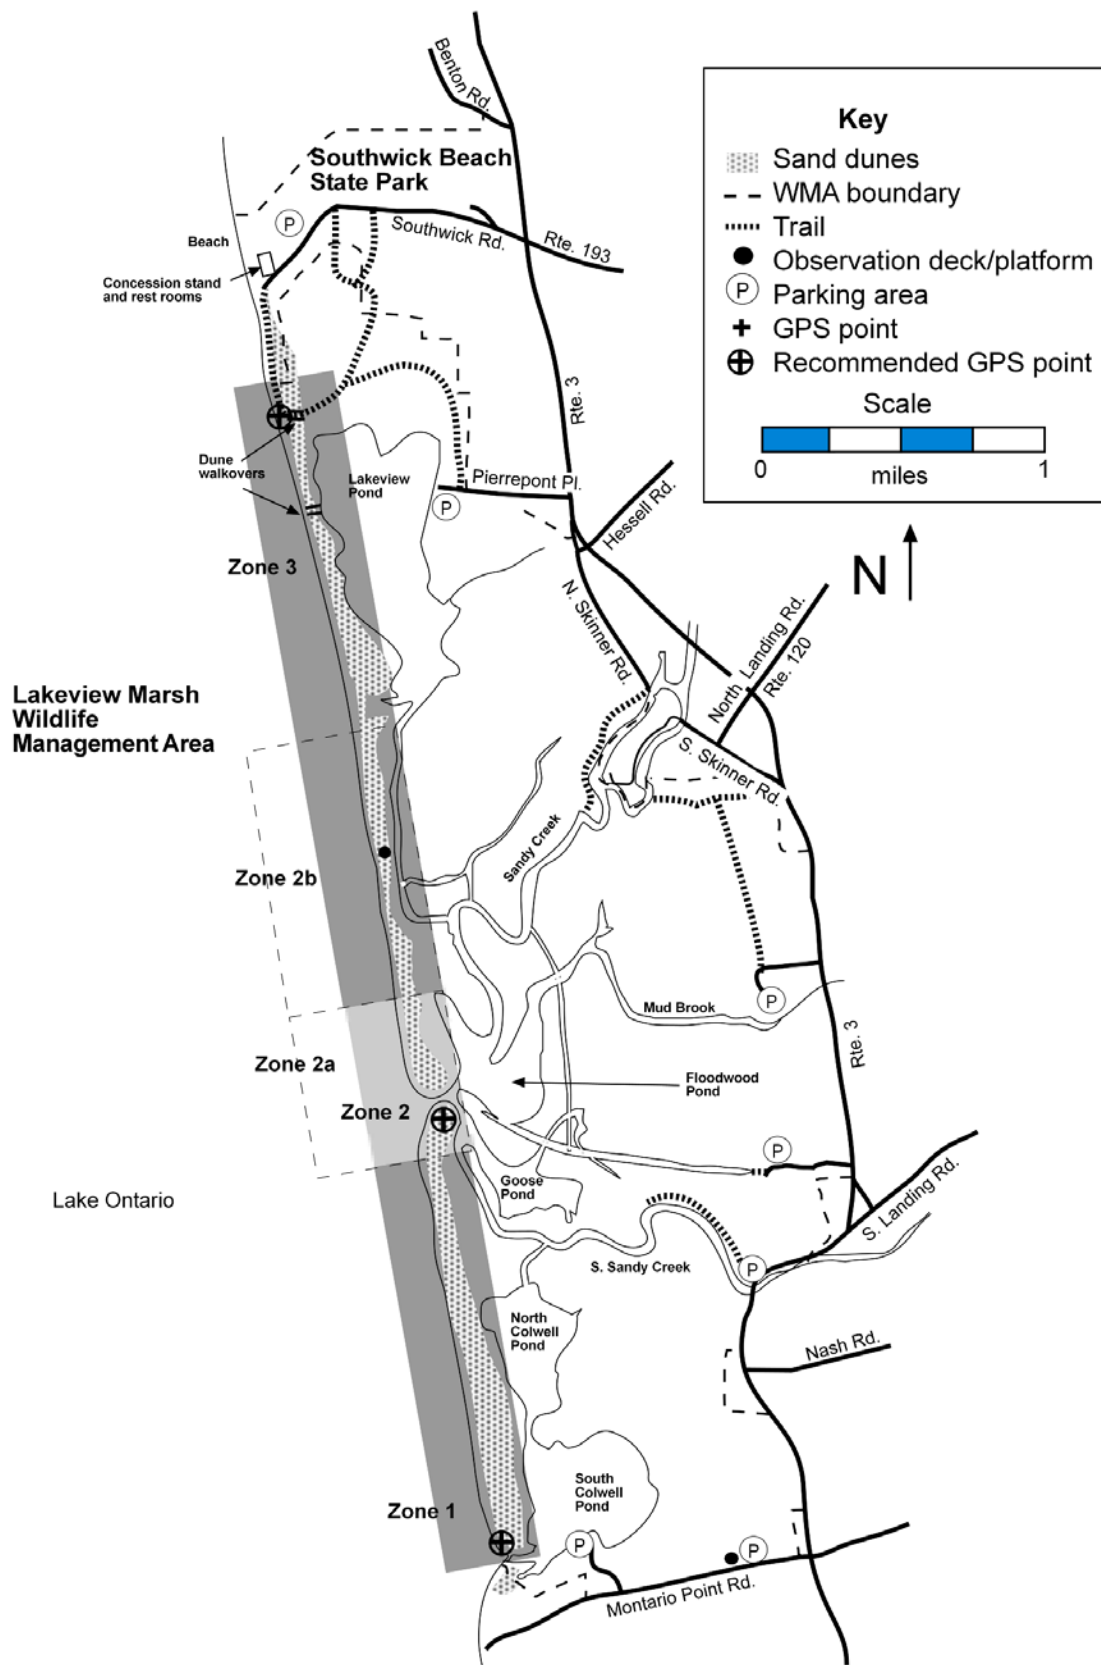 Benton Rd.
Southwick Beach
State Park
P
Southwick Rd.
Rte. 193
Beach
Concession stand
and rest rooms
Key
Sand dunes
WMA boundary
Trail
Observation deck/platform
P
Parking area
GPS point
Recommended GPS point
Scale
0
1
miles
N
Rte. 3
Dune
walkovers
Lakeview
Pond
Pierrepont Pl.
P
Hessell Rd.
Zone 3
N. Skinner Rd.
North Landing Rd.
Rte. 120
Lakeview Marsh
Wildlife
Management Area
S. Skinner Rd.
Sandy Creek
Zone 2b
P
Mud Brook
Rte. 3
Zone 2a
Floodwood
Pond
Zone 2
P
Goose
Pond
Lake Ontario
S. Landing Rd.
S. Sandy Creek
P
North
Colwell
Pond
Nash Rd.
South
Colwell
Pond
Zone 1
P
P
Montario Point Rd.